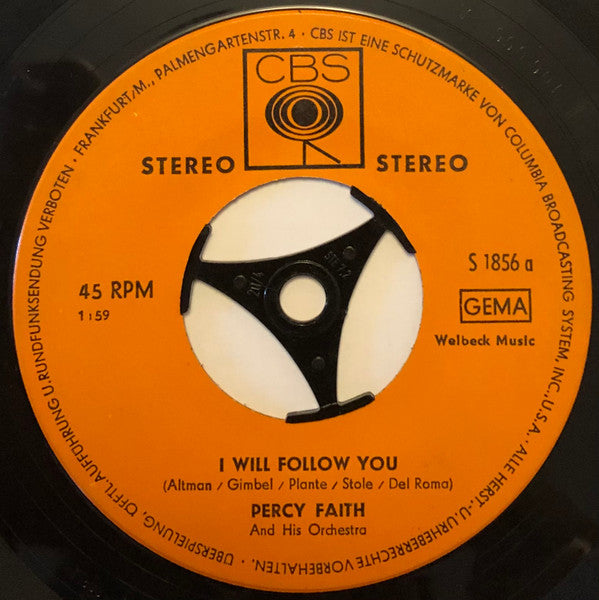 FRANKFURT/M., PALMENGARTENSTR. 4 · CBS IST EINE SCHUTZMARKE VON COLUMBIA BROADCASTING SYSTEM, INC., U.S.A. · ALLE HERST.-U. URHEBERRECHTE VORBEHALTEN. ÜBERSPIELUNG, ÖFFTL. AUFFÜHRUNG U. RUNDFUNKSENDUNG VERBOTEN ·
CBS
STEREO STEREO
45 RPM
1:59
S 1856 a
GEMA
Welbeck Music
I WILL FOLLOW YOU
(Altman / Gimbel / Plante / Stole / Del Roma)
PERCY FAITH
And His Orchestra